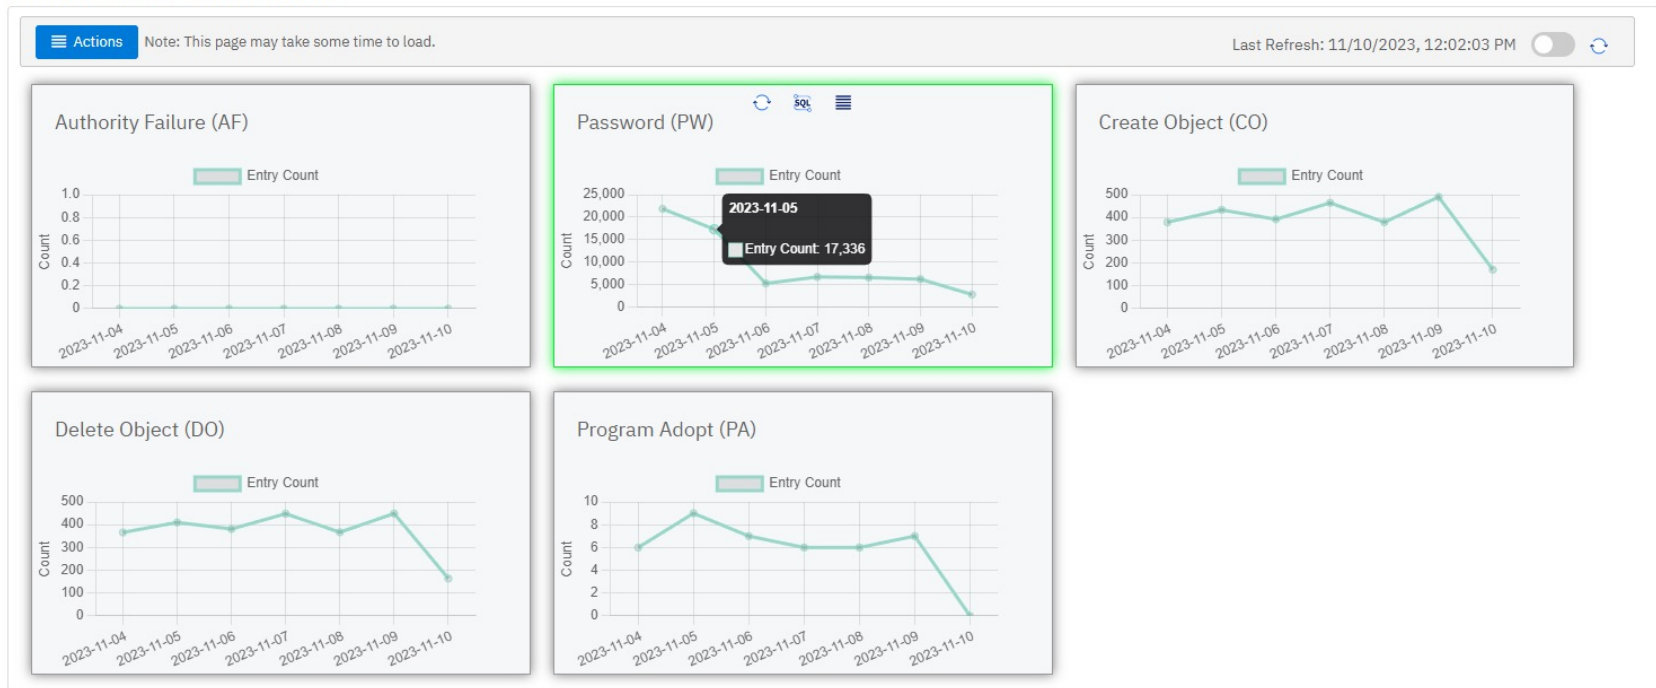 Actions Note: This page may take some time to load. Last Refresh: 11/10/2023, 12:02:03 PM
Authority Failure (AF)
Entry Count
1.0
0.8
0.6
0.4
0.2
0
Count
2023-11-04 2023-11-05 2023-11-06 2023-11-07 2023-11-08 2023-11-09 2023-11-10
SQL
Password (PW)
Entry Count
25,000
20,000
15,000
10,000
5,000
0
Count
2023-11-05
Entry Count: 17,336
2023-11-04 2023-11-05 2023-11-06 2023-11-07 2023-11-08 2023-11-09 2023-11-10
Create Object (CO)
Entry Count
500
400
300
200
100
0
Count
2023-11-04 2023-11-05 2023-11-06 2023-11-07 2023-11-08 2023-11-09 2023-11-10
Delete Object (DO)
Entry Count
500
400
300
200
100
0
Count
2023-11-04 2023-11-05 2023-11-06 2023-11-07 2023-11-08 2023-11-09 2023-11-10
Program Adopt (PA)
Entry Count
10
8
6
4
2
0
Count
2023-11-04 2023-11-05 2023-11-06 2023-11-07 2023-11-08 2023-11-09 2023-11-10